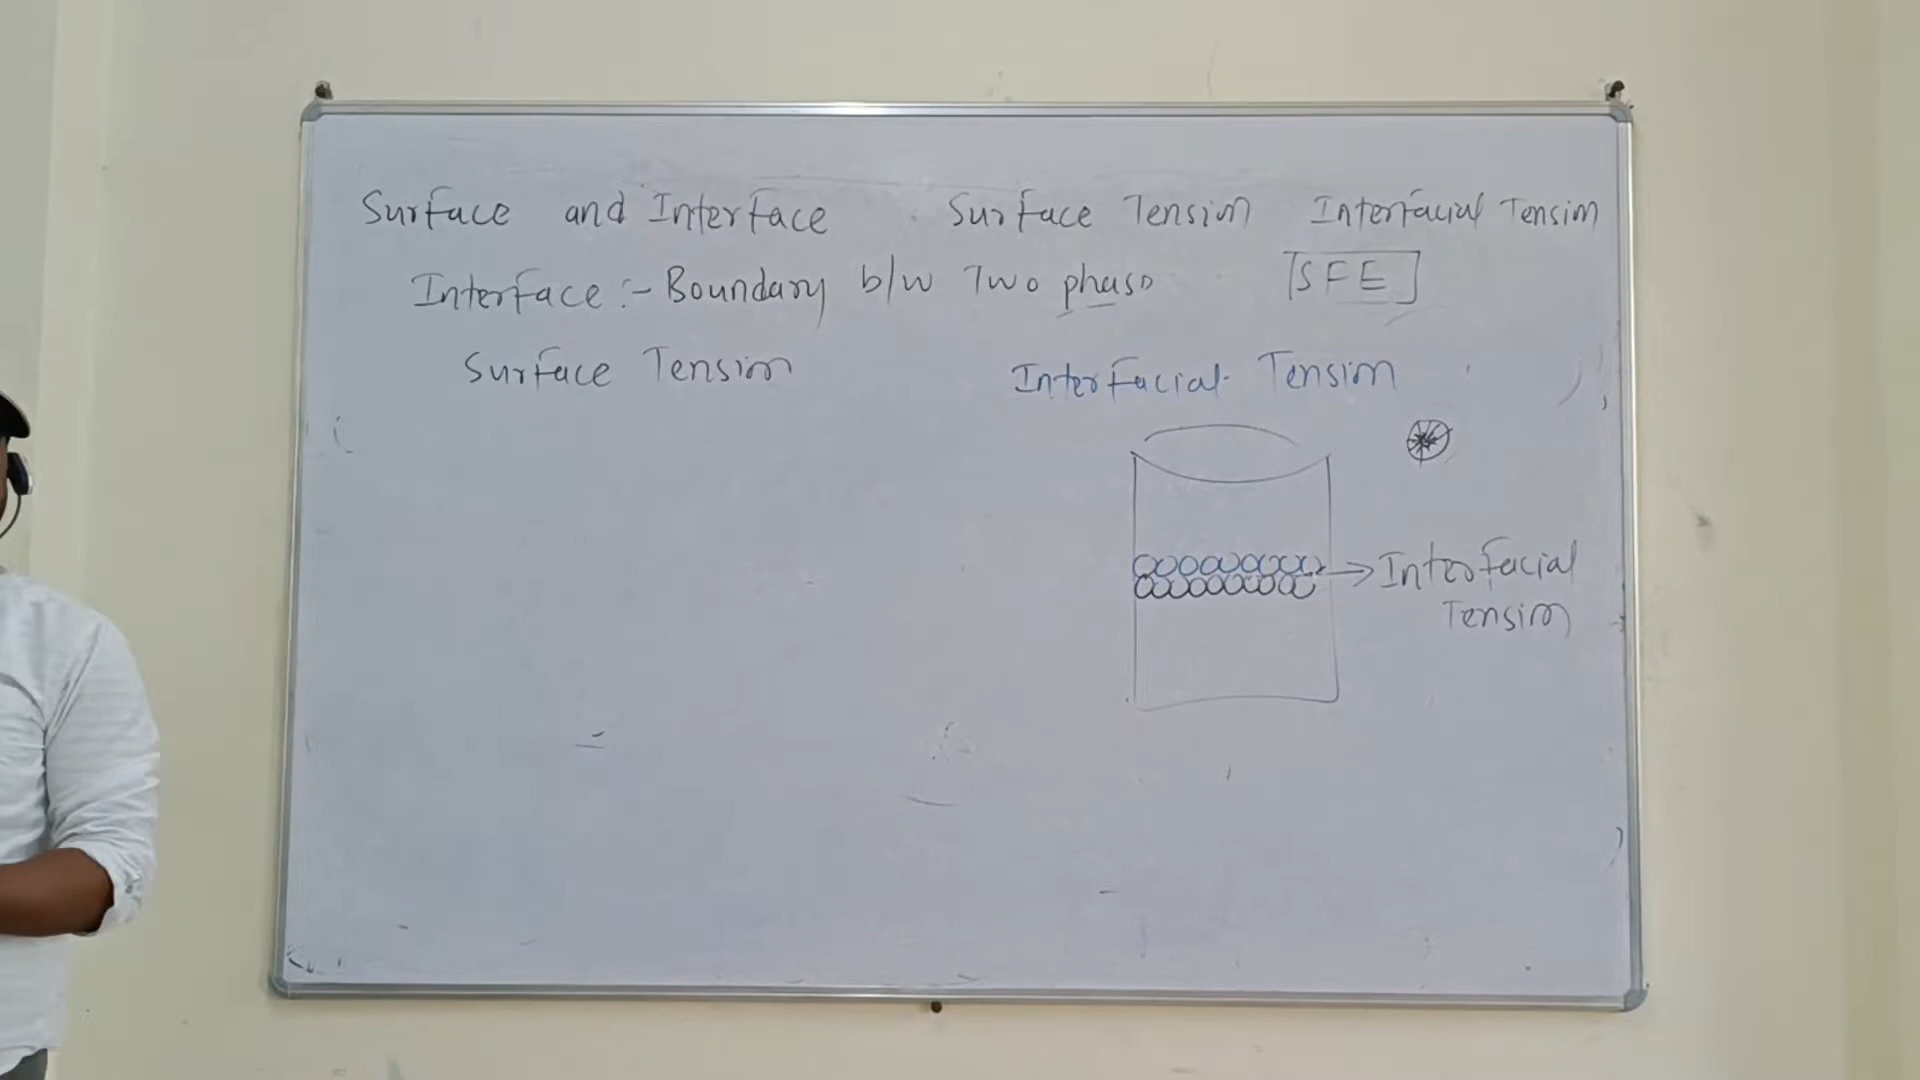 Surface and Interface Surface Tension Interfacial Tension
Interface :- Boundary b/w Two phase [SFE]
Surface Tension Interfacial Tension
Interfacial
Tension